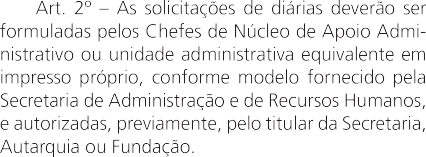 Art. 2º – As solicitações de diárias deverão ser
formuladas pelos Chefes de Núcleo de Apoio Admi-
nistrativo ou unidade administrativa equivalente em
impresso próprio, conforme modelo fornecido pela
Secretaria de Administração e de Recursos Humanos,
e autorizadas, previamente, pelo titular da Secretaria,
Autarquia ou Fundação.